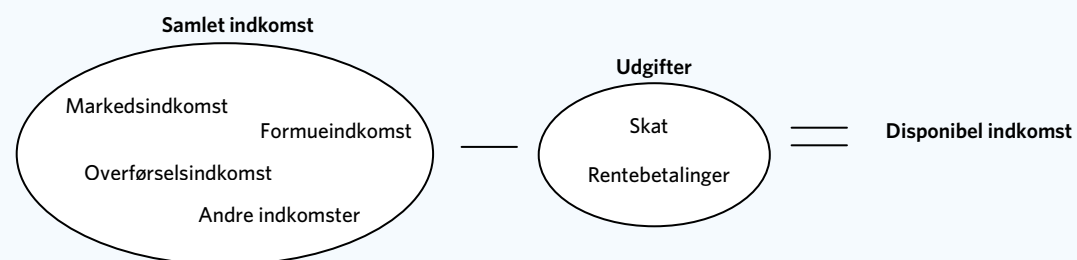 Samlet indkomst
Markedsindkomst
Formueindkomst
Overførselsindkomst
Andre indkomster
Udgifter
Skat
Rentebetalinger
Disponibel indkomst